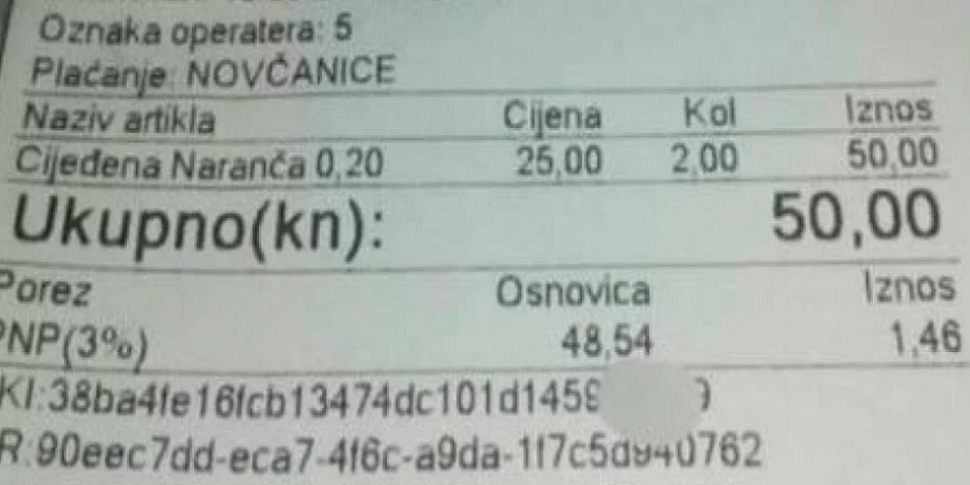 Oznaka operatera: 5
Plaćanje: NOVČANICE
Naziv artikla Cijena Kol Iznos
Cijeđena Naranča 0,20 25,00 2,00 50,00
Ukupno(kn): 50,00
Porez Osnovica Iznos
PNP(3%) 48,54 1,46
KI:38ba4fe16fcb13474dc101d1459
R:90eec7dd-eca7-4f6c-a9da-1f7c5d940762